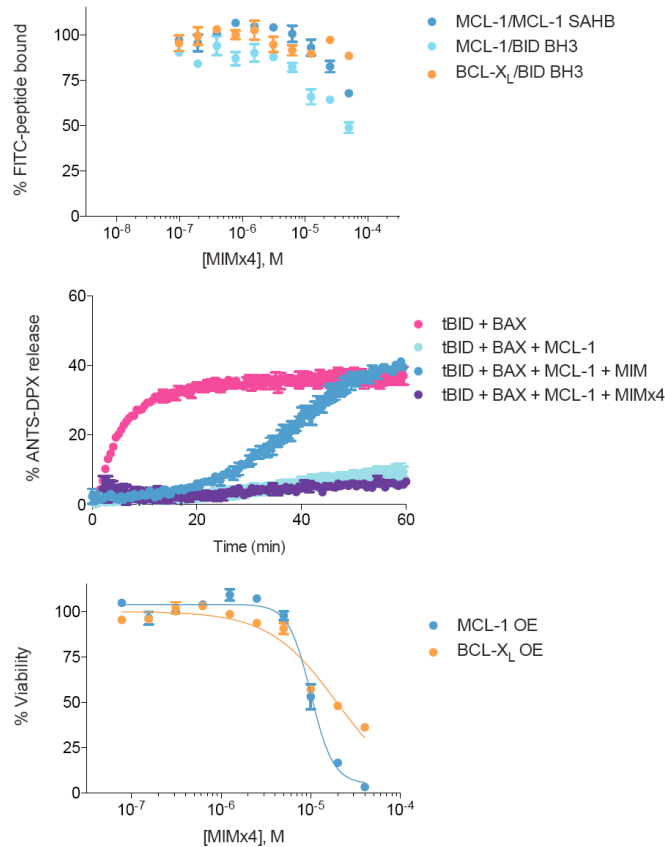 % FITC-peptide bound
100
75
50
25
0
10-8
10-7
10-6
10-5
10-4
[MIMx4], M
MCL-1/MCL-1 SAHB
MCL-1/BID BH3
BCL-XL/BID BH3
% ANTS-DPX release
60
40
20
0
0
20
40
60
Time (min)
tBID + BAX
tBID + BAX + MCL-1
tBID + BAX + MCL-1 + MIM
tBID + BAX + MCL-1 + MIMx4
% Viability
100
75
50
25
0
10-7
10-6
10-5
10-4
[MIMx4], M
MCL-1 OE
BCL-XL OE